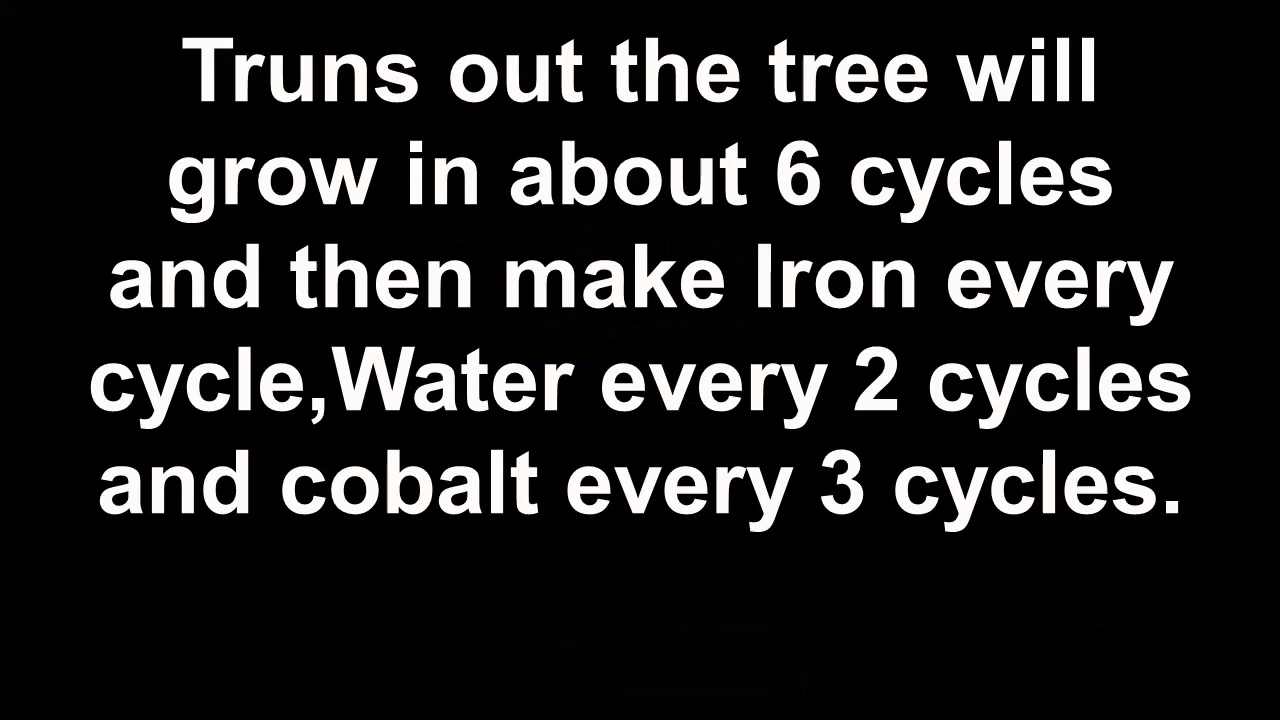 Truns out the tree will
grow in about 6 cycles
and then make Iron every
cycle,Water every 2 cycles
and cobalt every 3 cycles.